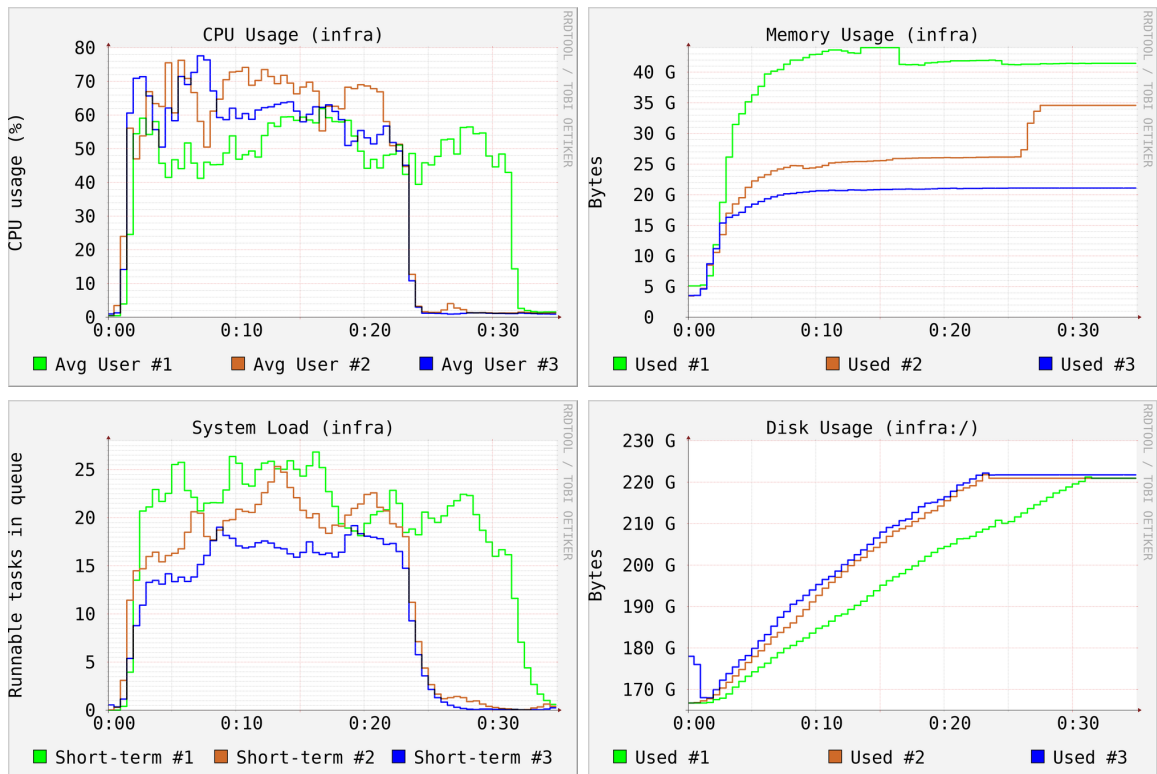 CPU Usage (infra)
RRDTOOL / TOBI OETIKER
CPU usage (%)
80
70
60
50
40
30
20
10
0
0:00 0:10 0:20 0:30
Avg User #1 Avg User #2 Avg User #3
Memory Usage (infra)
RRDTOOL / TOBI OETIKER
Bytes
40 G
35 G
30 G
25 G
20 G
15 G
10 G
5 G
0
0:00 0:10 0:20 0:30
Used #1 Used #2 Used #3
System Load (infra)
RRDTOOL / TOBI OETIKER
Runnable tasks in queue
25
20
15
10
5
0
0:00 0:10 0:20 0:30
Short-term #1 Short-term #2 Short-term #3
Disk Usage (infra:/)
RRDTOOL / TOBI OETIKER
Bytes
230 G
220 G
210 G
200 G
190 G
180 G
170 G
0:00 0:10 0:20 0:30
Used #1 Used #2 Used #3